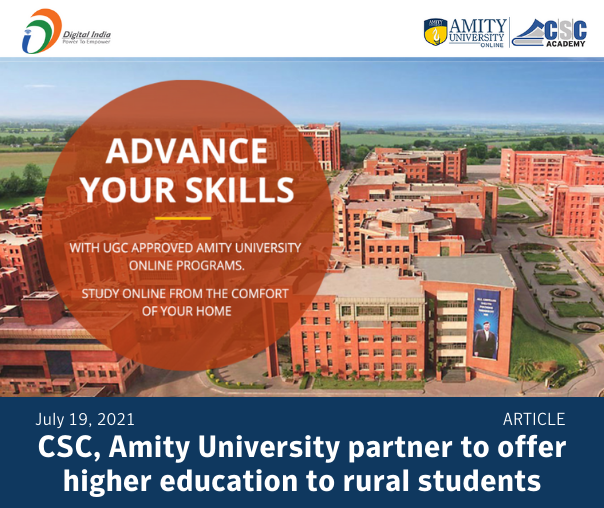 Digital India
Power To Empower
AMITY
UNIVERSITY
ONLINE
CSC
ACADEMY
ADVANCE
YOUR SKILLS
WITH UGC APPROVED AMITY UNIVERSITY
ONLINE PROGRAMS.
STUDY ONLINE FROM THE COMFORT
OF YOUR HOME
July 19, 2021
ARTICLE
CSC, Amity University partner to offer
higher education to rural students